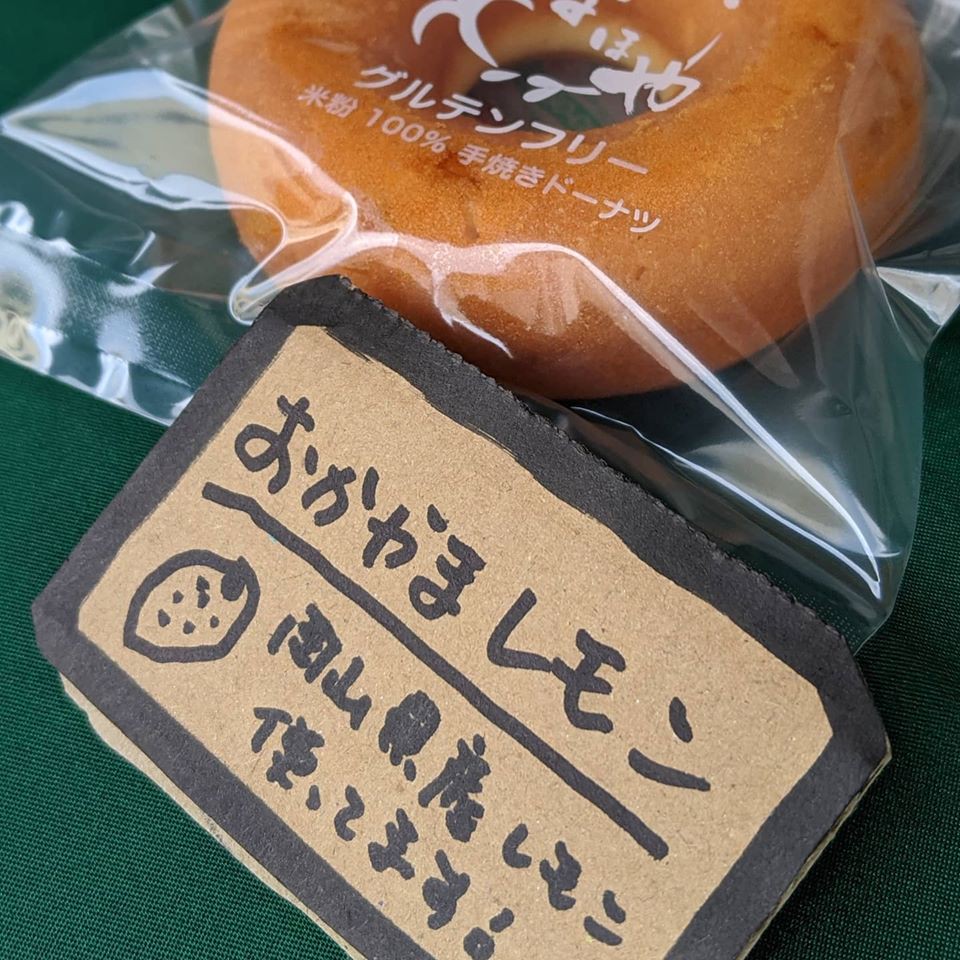 グルテンフリー
米粉 100% 手焼きドーナツ
おかやまレモン
岡山県産レモン
使ってます!